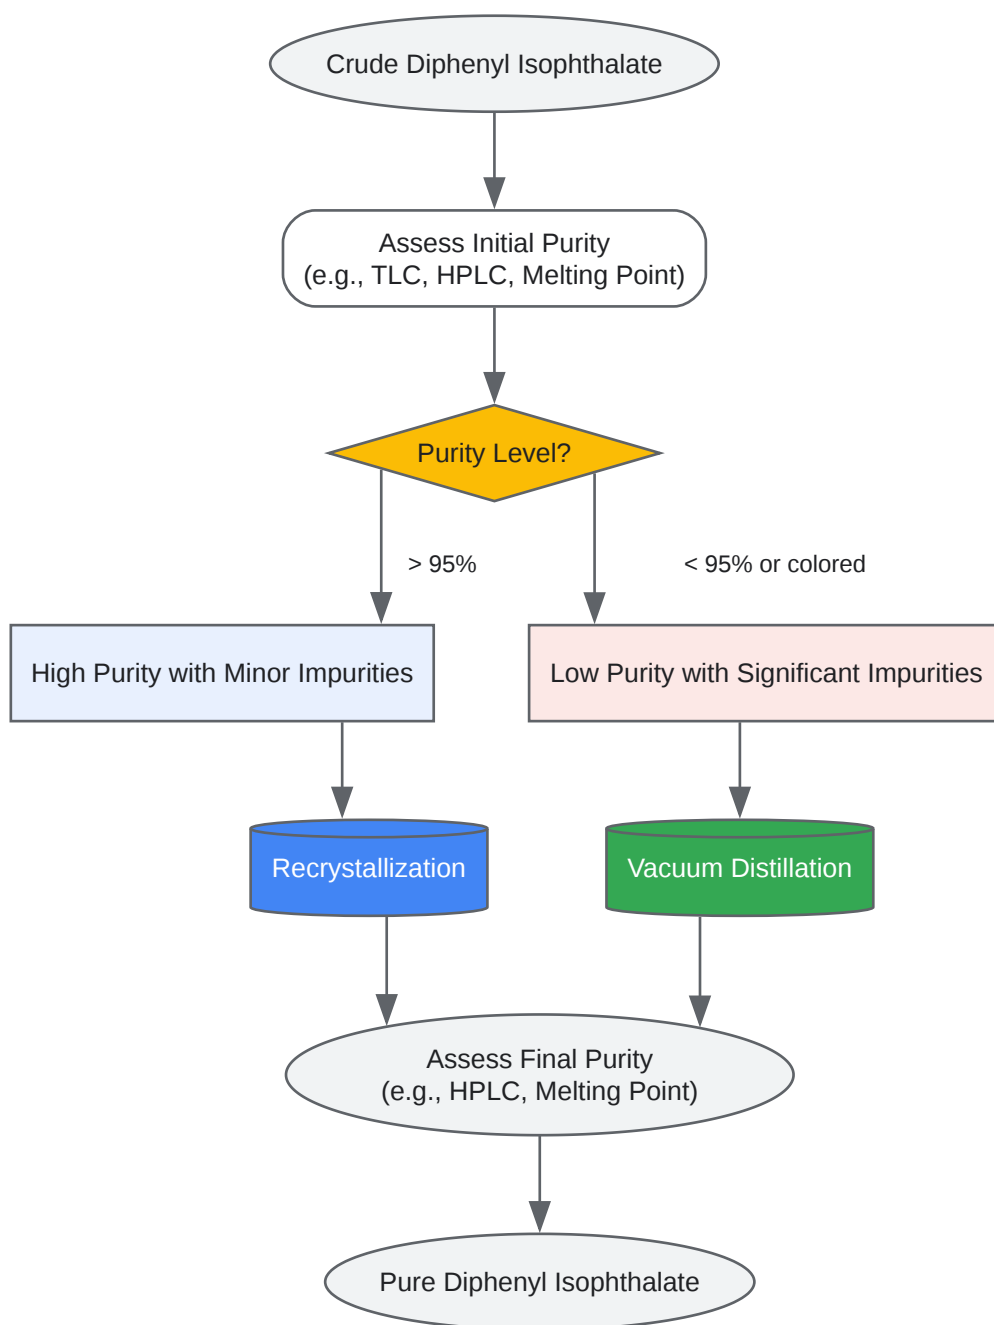 Crude Diphenyl Isophthalate
Assess Initial Purity
(e.g., TLC, HPLC, Melting Point)
Purity Level?
> 95%
< 95% or colored
High Purity with Minor Impurities
Low Purity with Significant Impurities
Recrystallization
Vacuum Distillation
Assess Final Purity
(e.g., HPLC, Melting Point)
Pure Diphenyl Isophthalate